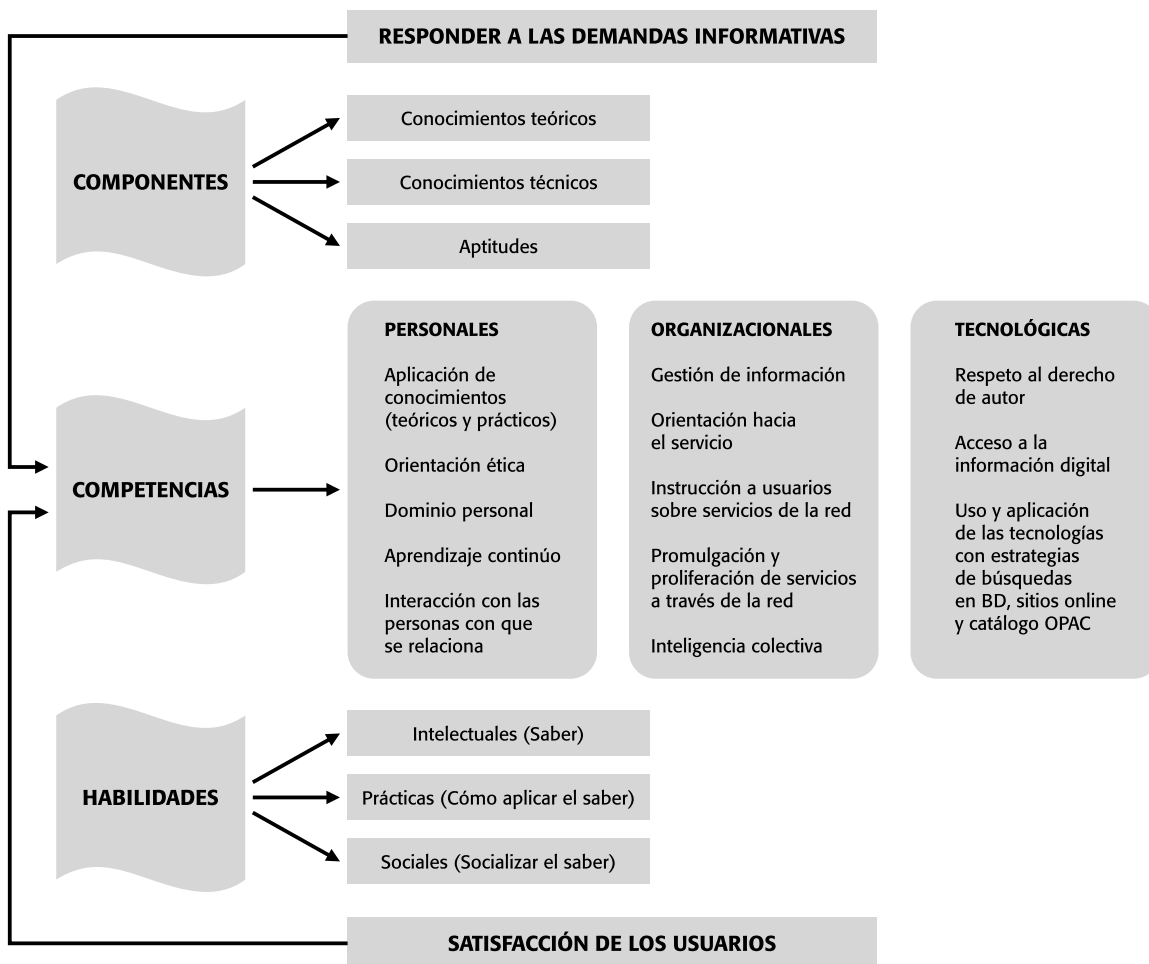 RESPONDER A LAS DEMANDAS INFORMATIVAS
COMPONENTES
Conocimientos teóricos
Conocimientos técnicos
Aptitudes
COMPETENCIAS
PERSONALES
Aplicación de
conocimientos
(teóricos y prácticos)
Orientación ética
Dominio personal
Aprendizaje continúo
Interacción con las
personas con que
se relaciona
ORGANIZACIONALES
Gestión de información
Orientación hacia
el servicio
Instrucción a usuarios
sobre servicios de la red
Promulgación y
proliferación de servicios
a través de la red
Inteligencia colectiva
TECNOLÓGICAS
Respeto al derecho
de autor
Acceso a la
información digital
Uso y aplicación
de las tecnologías
con estrategias
de búsquedas
en BD, sitios online
y catálogo OPAC
HABILIDADES
Intelectuales (Saber)
Prácticas (Cómo aplicar el saber)
Sociales (Socializar el saber)
SATISFACCIÓN DE LOS USUARIOS